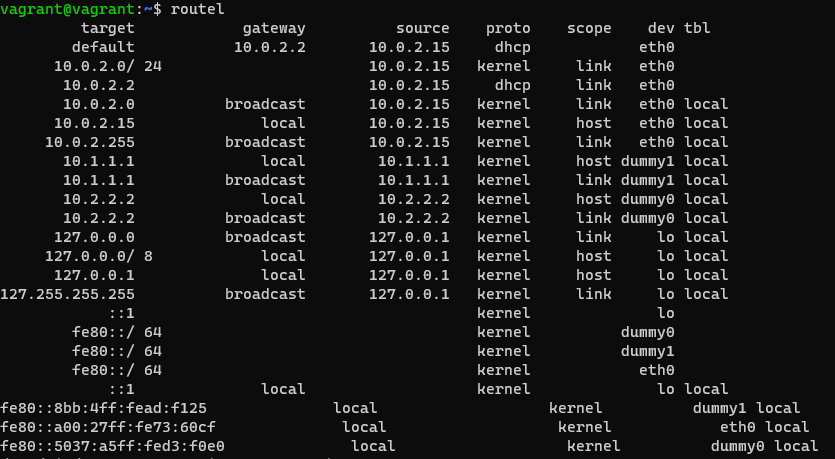 vagrant@vagrant:~$ routel
target gateway source proto scope dev tbl
default 10.0.2.2 10.0.2.15 dhcp eth0
10.0.2.0/ 24 10.0.2.15 kernel link eth0
10.0.2.2 10.0.2.15 dhcp link eth0
10.0.2.0 broadcast 10.0.2.15 kernel link eth0 local
10.0.2.15 local 10.0.2.15 kernel host eth0 local
10.0.2.255 broadcast 10.0.2.15 kernel link eth0 local
10.1.1.1 local 10.1.1.1 kernel host dummy1 local
10.1.1.1 broadcast 10.1.1.1 kernel link dummy1 local
10.2.2.2 local 10.2.2.2 kernel host dummy0 local
10.2.2.2 broadcast 10.2.2.2 kernel link dummy0 local
127.0.0.0 broadcast 127.0.0.1 kernel link lo local
127.0.0.0/ 8 local 127.0.0.1 kernel host lo local
127.0.0.1 local 127.0.0.1 kernel host lo local
127.255.255.255 broadcast 127.0.0.1 kernel link lo local
::1 kernel lo
fe80::/ 64 kernel dummy0
fe80::/ 64 kernel dummy1
fe80::/ 64 kernel eth0
::1 local kernel lo local
fe80::8bb:4ff:fead:f125 local kernel dummy1 local
fe80::a00:27ff:fe73:60cf local kernel eth0 local
fe80::5037:a5ff:fed3:f0e0 local kernel dummy0 local